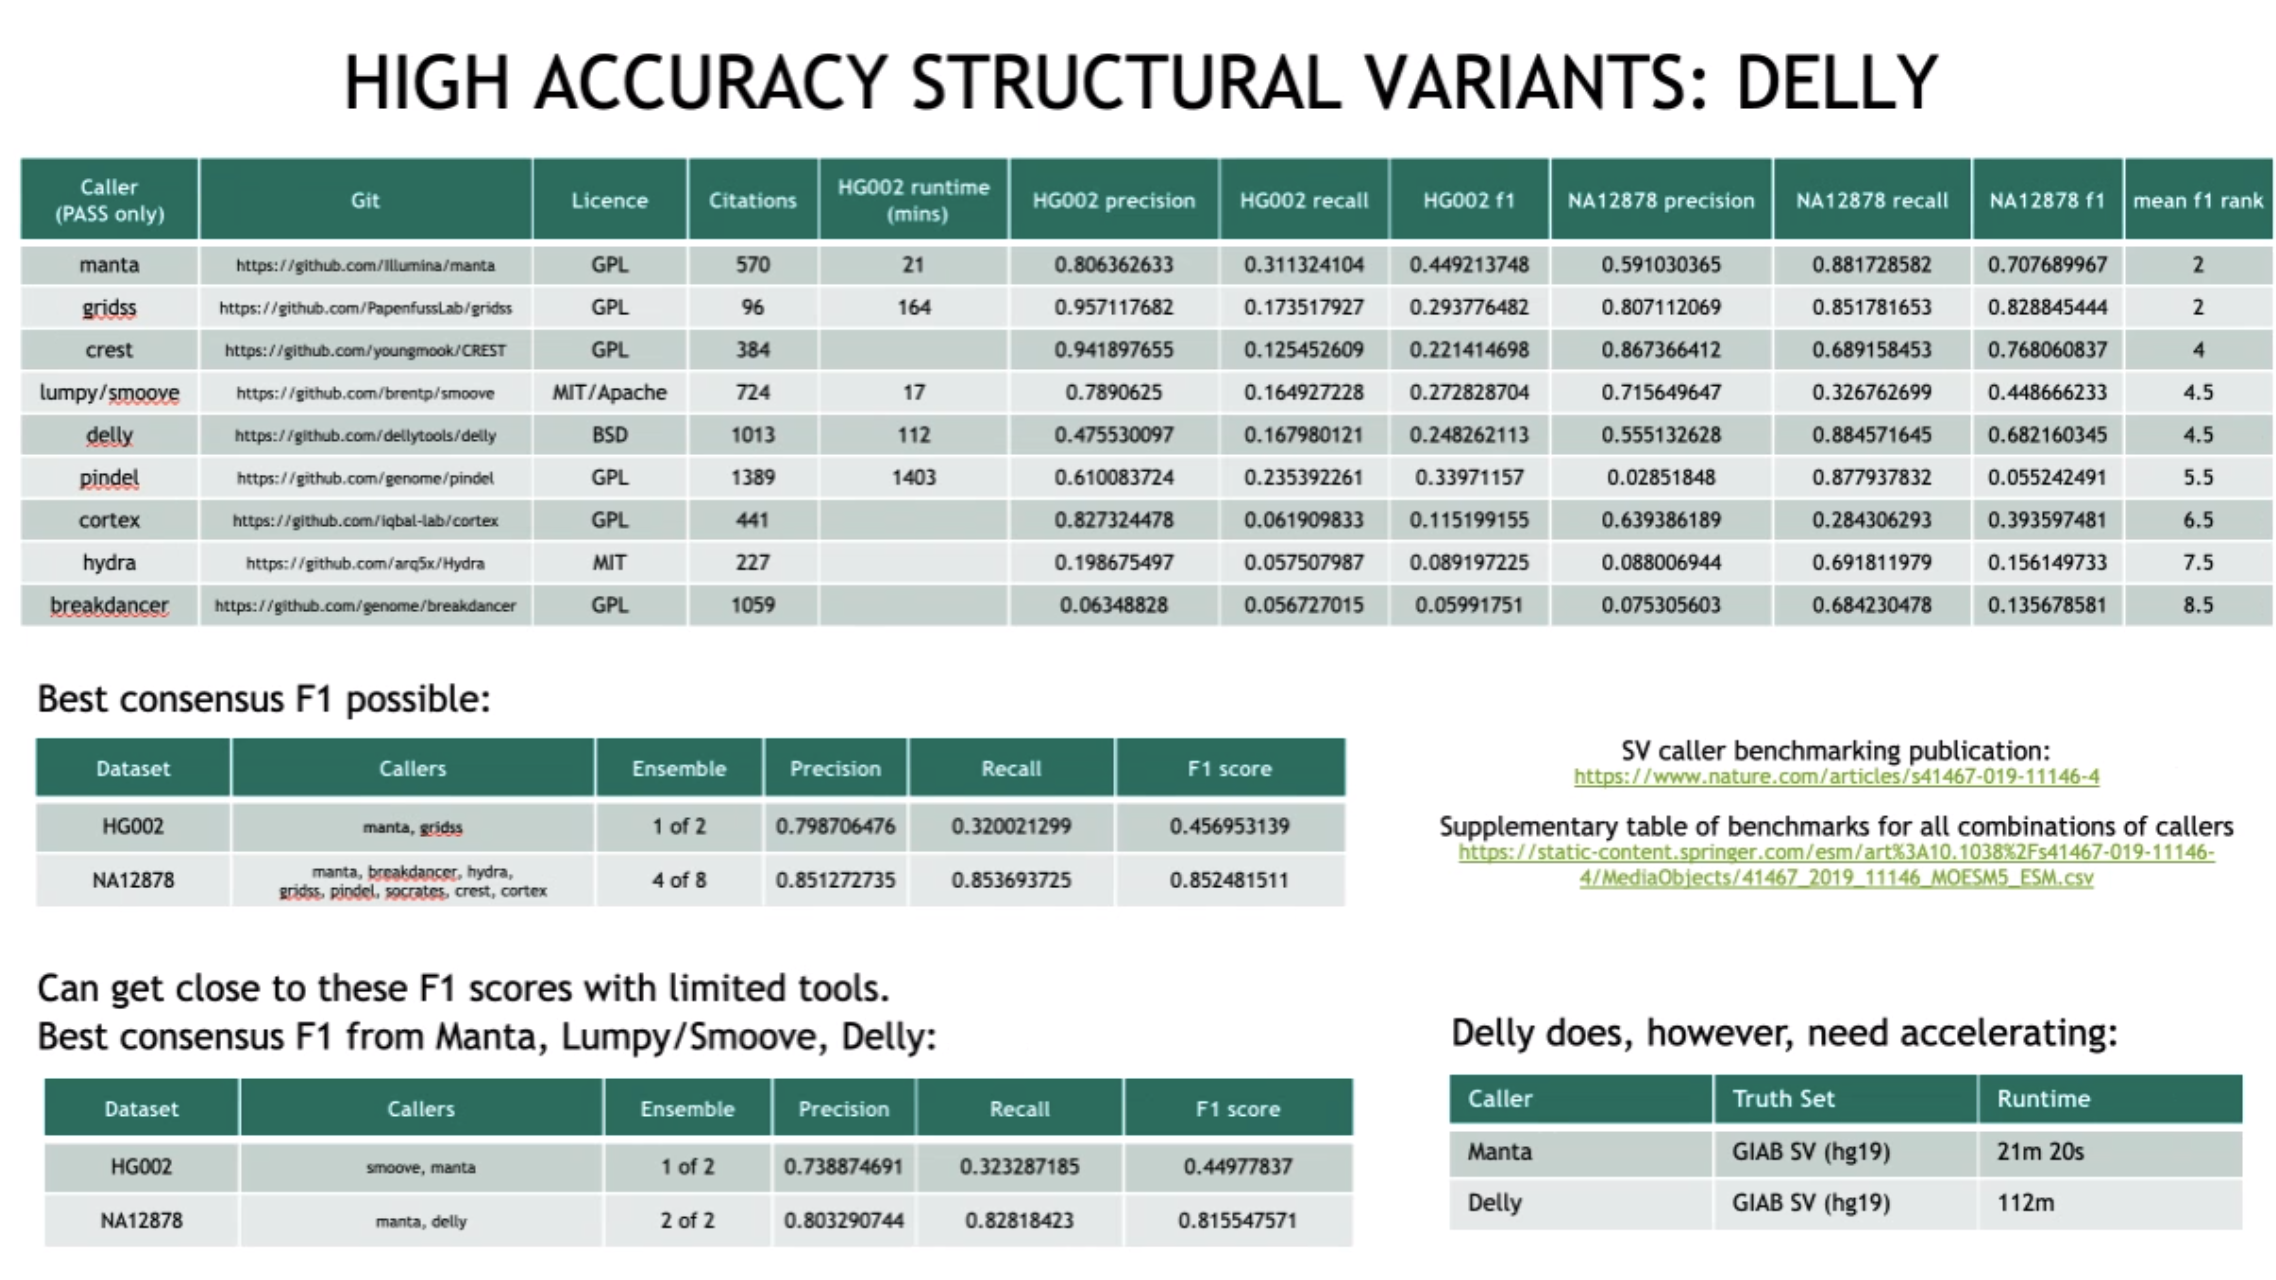 HIGH ACCURACY STRUCTURAL VARIANTS: DELLY
Caller (PASS only) Git Licence Citations HG002 runtime (mins) HG002 precision HG002 recall HG002 f1 NA12878 precision NA12878 recall NA12878 f1 mean f1 rank
manta https://github.com/Illumina/manta GPL 570 21 0.806362633 0.311324104 0.449213748 0.591030365 0.881728582 0.707689967 2
gridss https://github.com/PapenfussLab/gridss GPL 96 164 0.957117682 0.173517927 0.293776482 0.807112069 0.851781653 0.828845444 2
crest https://github.com/youngmook/CREST GPL 384 0.941897655 0.125452609 0.221414698 0.867366412 0.689158453 0.768060837 4
lumpy/smoove https://github.com/brentp/smoove MIT/Apache 724 17 0.7890625 0.164927228 0.272828704 0.715649647 0.326762699 0.448666233 4.5
delly https://github.com/dellytools/delly BSD 1013 112 0.475530097 0.167980121 0.248262113 0.555132628 0.884571645 0.682160345 4.5
pindel https://github.com/genome/pindel GPL 1389 1403 0.610083724 0.235392261 0.33971157 0.02851848 0.877937832 0.055242491 5.5
cortex https://github.com/iqbal-lab/cortex GPL 441 0.827324478 0.061909833 0.115199155 0.639386189 0.284306293 0.393597481 6.5
hydra https://github.com/arq5x/Hydra MIT 227 0.198675497 0.057507987 0.089197225 0.088006944 0.691811979 0.156149733 7.5
breakdancer https://github.com/genome/breakdancer GPL 1059 0.06348828 0.056727015 0.05991751 0.075305603 0.684230478 0.135678581 8.5
Best consensus F1 possible:
Dataset Callers Ensemble Precision Recall F1 score
HG002 manta, gridss 1 of 2 0.798706476 0.320021299 0.456953139
NA12878 manta, breakdancer, hydra, gridss, pindel, socrates, crest, cortex 4 of 8 0.851272735 0.853693725 0.852481511
SV caller benchmarking publication:
https://www.nature.com/articles/s41467-019-11146-4
Supplementary table of benchmarks for all combinations of callers
https://static-content.springer.com/esm/art%3A10.1038%2Fs41467-019-11146-
4/MediaObjects/41467_2019_11146_MOESM5_ESM.csv
Can get close to these F1 scores with limited tools.
Best consensus F1 from Manta, Lumpy/Smoove, Delly:
Dataset Callers Ensemble Precision Recall F1 score
HG002 smoove, manta 1 of 2 0.738874691 0.323287185 0.44977837
NA12878 manta, delly 2 of 2 0.803290744 0.82818423 0.815547571
Delly does, however, need accelerating:
Caller Truth Set Runtime
Manta GIAB SV (hg19) 21m 20s
Delly GIAB SV (hg19) 112m